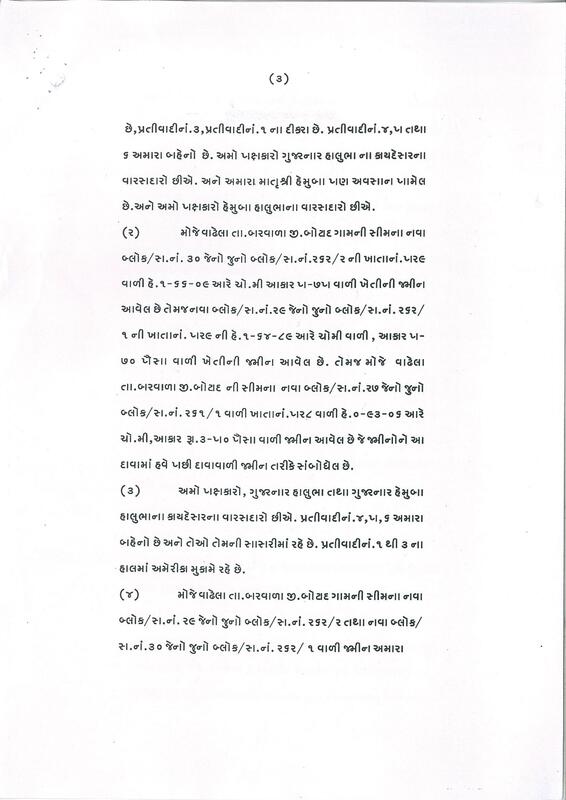 (૩)
છે,પ્રતીવાદીનં.૩,પ્રતીવાદીનં.૧ ના દીકરા છે. પ્રતીવાદીનં.૪,૫ તથા
૬ અમારા બહેનો છે. અમો પક્ષકારો ગુજરનાર હાલુભા ના કાયદેસરના
વારસદારો છીએ. અને અમારા માતૃશ્રી હેમુબા પણ અવસાન પામેલ
છે.અને અમો પક્ષકારો હેમુબા હાલુભાના વારસદારો છીએ.
(૨) મોજે વાઢેલા તા.બરવાળા જી.બોટાદ ગામની સીમના નવા
બ્લોક/સ.નં. ૩૦ જેનો જુનો બ્લોક/સ.નં.૨૬૨/૨ ની ખાતાનં.૫૨૯
વાળી હે.૧-૬૬-૦૯ આરે ચો.મી આકાર ૫-૭૫ વાળી ખેતીની જમીન
આવેલ છે તેમજનવા બ્લોક/સ.નં.૨૯ જેનો જુનો બ્લોક/સ.નં. ૨૬૨/
૧ ની ખાતાનં. ૫૨૯ ની હે.૧-૬૪-૮૯ આરે ચોમી વાળી , આકાર ૫-
૭૦ પૈસા વાળી ખેતીની જમીન આવેલ છે. તેમજ મોજે વાઢેલા
તા.બરવાળા જી.બોટાદ ની સીમના નવા બ્લોક/સ.નં.૨૭ જેનો જુનો
બ્લોક/સ.નં. ૨૬૧/૧ વાળી ખાતાનં.૫૨૮ વાળી હે.૦-૯૩-૦૬ આરે
ચો.મી,આકાર રૂા.૩-૫૦ પૈસા વાળી જમીન આવેલ છે જે જમીનોને આ
દાવામાં હવે પછી દાવાવાળી જમીન તરીકે સંબોધેલ છે.
(૩) અમો પક્ષકારો, ગુજરનાર હાલુભા તથા ગુજરનાર હેમુબા
હાલુભાના કાયદેસરના વારસદારો છીએ. પ્રતીવાદીનં.૪,૫,૬ અમારા
બહેનો છે અને તેઓ તેમની સાસરીમાં રહે છે. પ્રતીવાદીનં.૧ થી ૩ ના
હાલમાં અમેરીકા મુકામે રહે છે.
(૪) મોજે વાઢેલા તા.બરવાળા જી.બોટાદ ગામની સીમના નવા
બ્લોક/સ.નં. ૨૯ જેનો જુનો બ્લોક/સ.નં. ૨૬૨/૨ તથા નવા બ્લોક/
સ.નં.૩૦ જેનો જુનો બ્લોક/સ.નં. ૨૬૨/ ૧ વાળી જમીન અમારા